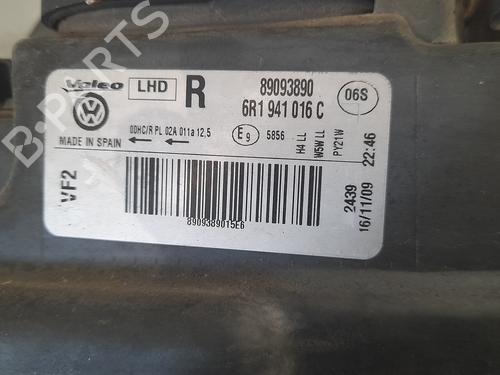 B-PARTS
Valeo LHD R 89093890
6R1 941 016 C 06S
00HC/R PL 02A 011a 12,5 E9 5856
MADE IN SPAIN
H4 LL
W5W LL
PY21W
22:46
VF2
2439
16/11/09
8909389015E6